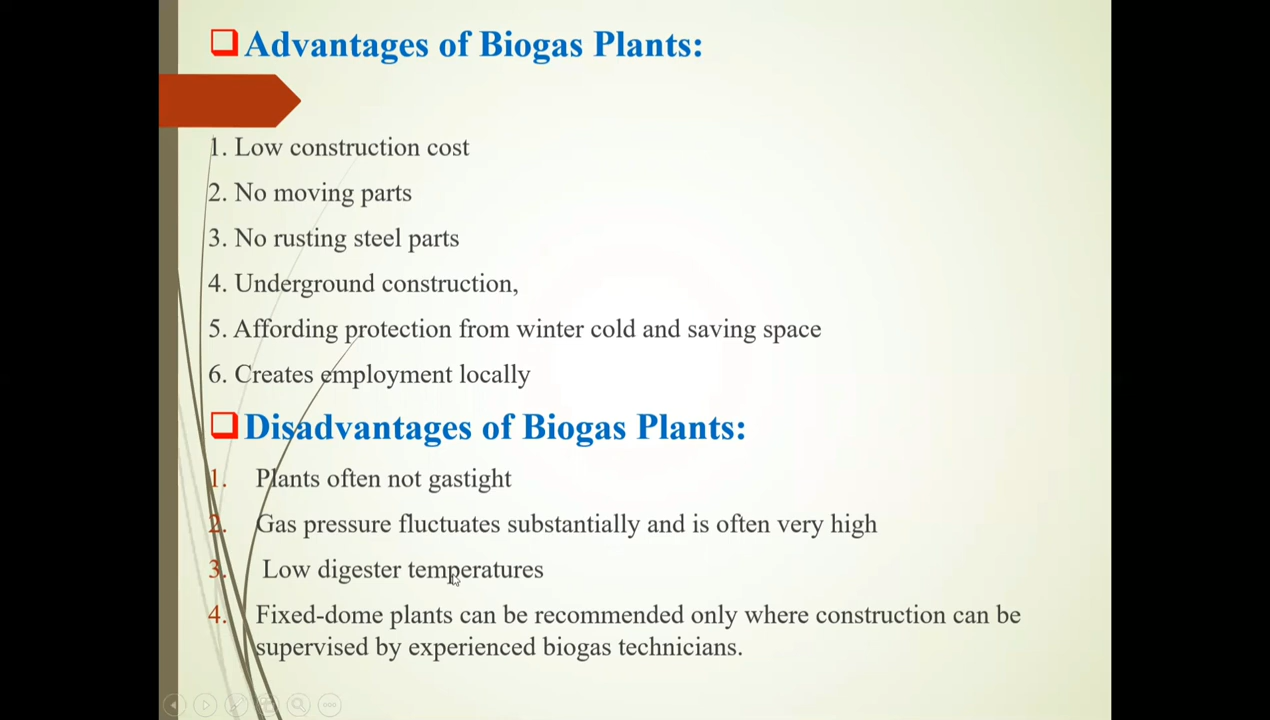 Advantages of Biogas Plants:
1. Low construction cost
2. No moving parts
3. No rusting steel parts
4. Underground construction,
5. Affording protection from winter cold and saving space
6. Creates employment locally
Disadvantages of Biogas Plants:
1. Plants often not gastight
2. Gas pressure fluctuates substantially and is often very high
3. Low digester temperatures
4. Fixed-dome plants can be recommended only where construction can be
supervised by experienced biogas technicians.